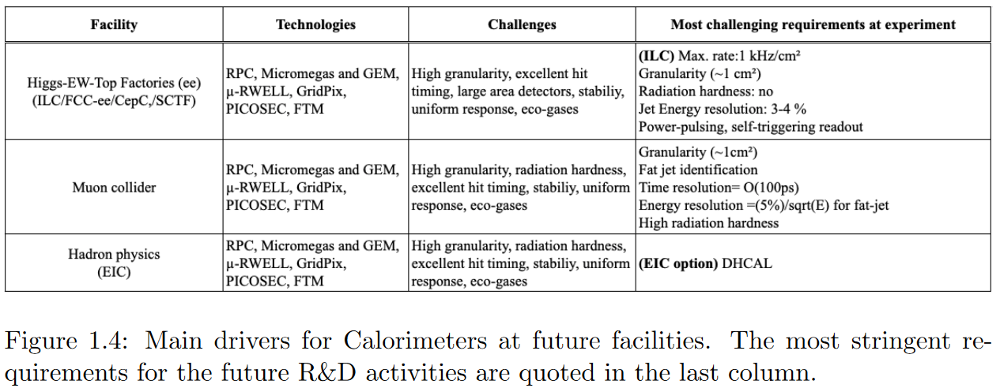 Facility
Technologies
Challenges
Most challenging requirements at experiment
Higgs-EW-Top Factories (ee)
(ILC/FCC-ee/CepC,/SCTF)
RPC, Micromegas and GEM,
μ-RWELL, GridPix,
PICOSEC, FTM
High granularity, excellent hit
timing, large area detectors, stabiliy,
uniform response, eco-gases
(ILC) Max. rate:1 kHz/cm²
Granularity (~1 cm²)
Radiation hardness: no
Jet Energy resolution: 3-4 %
Power-pulsing, self-triggering readout
Muon collider
RPC, Micromegas and GEM,
μ-RWELL, GridPix,
PICOSEC, FTM
High granularity, radiation hardness,
excellent hit timing, stabiliy, uniform
response, eco-gases
Granularity (~1cm²)
Fat jet identification
Time resolution= O(100ps)
Energy resolution =(5%)/sqrt(E) for fat-jet
High radiation hardness
Hadron physics
(EIC)
RPC, Micromegas and GEM,
μ-RWELL, GridPix,
PICOSEC, FTM
High granularity, radiation hardness,
excellent hit timing, stabiliy, uniform
response, eco-gases
(EIC option) DHCAL
Figure 1.4: Main drivers for Calorimeters at future facilities. The most stringent re-
quirements for the future R&D activities are quoted in the last column.